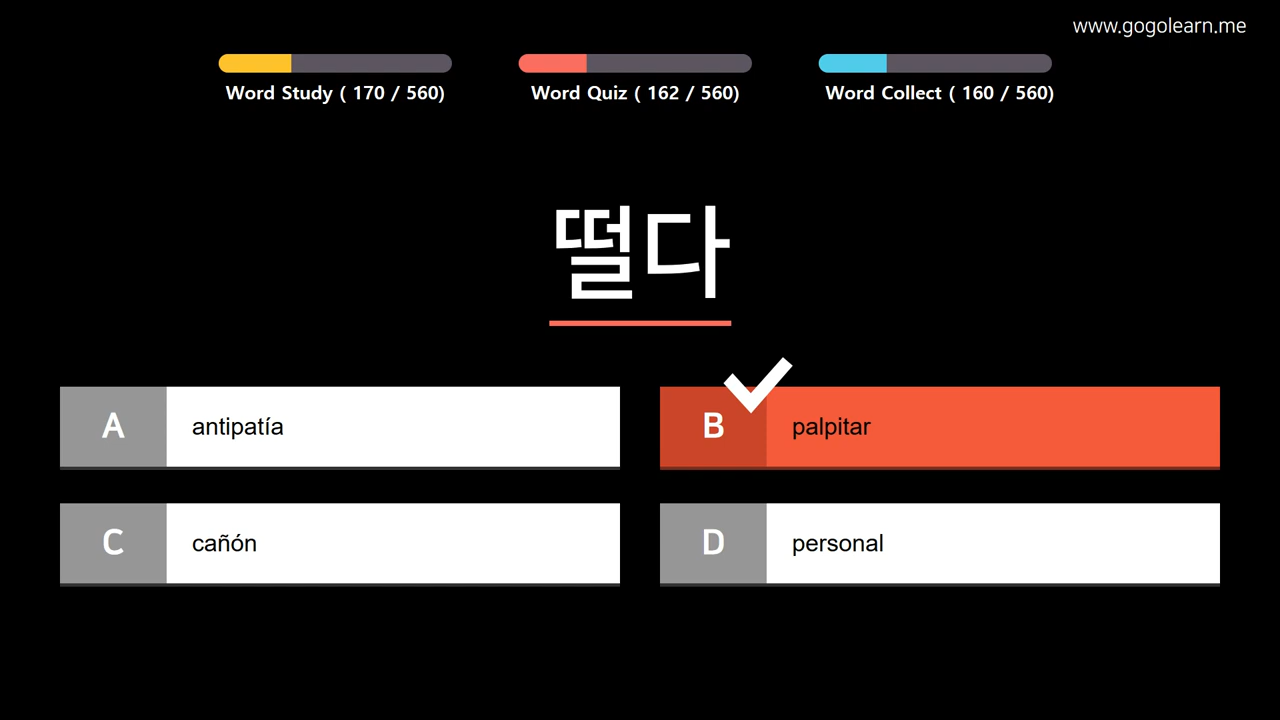 www.gogolearn.me
Word Study ( 170 / 560)
Word Quiz ( 162 / 560)
Word Collect ( 160 / 560)
떨다
A antipatía
B palpitar
C cañón
D personal